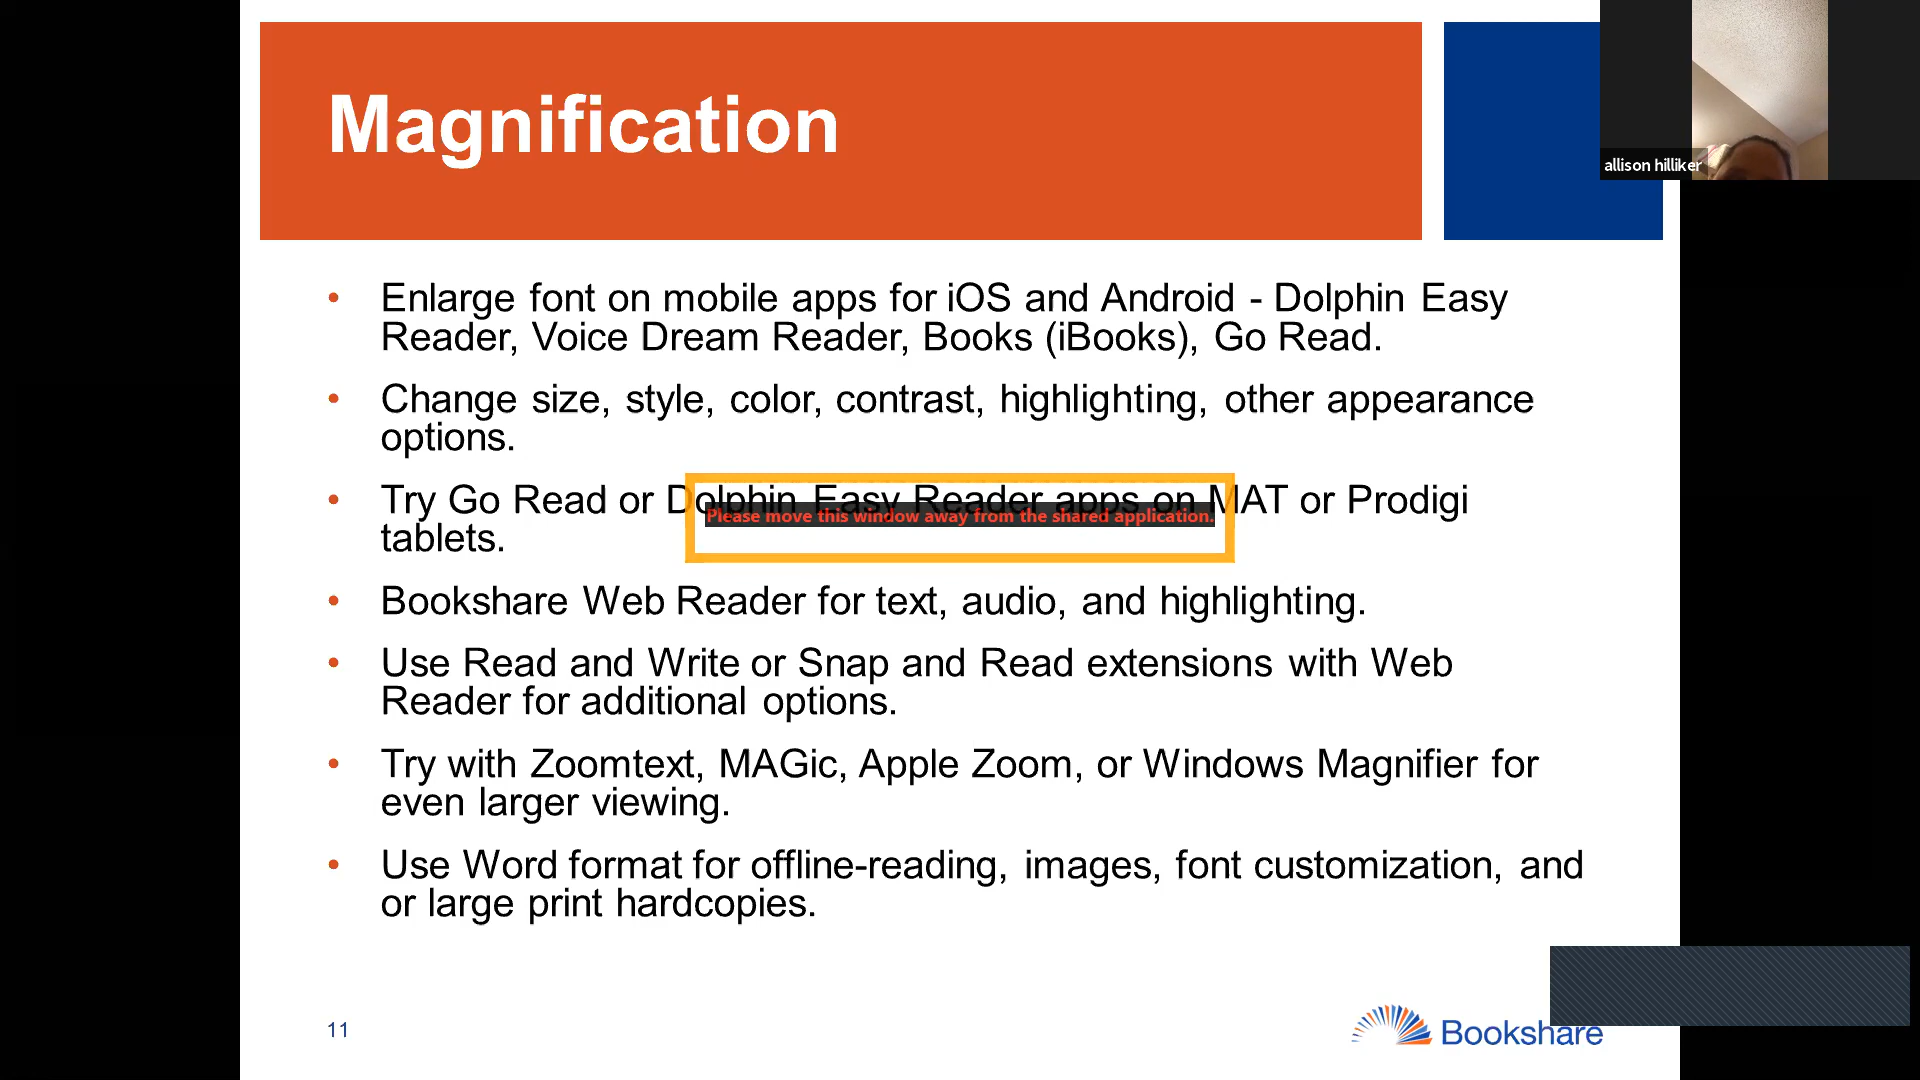 Magnification
allison hilliker
• Enlarge font on mobile apps for iOS and Android - Dolphin Easy
Reader, Voice Dream Reader, Books (iBooks), Go Read.
• Change size, style, color, contrast, highlighting, other appearance
options.
• Try Go Read or Dolphin Easy Reader apps on MAT or Prodigi
Please move this window away from the shared application.
tablets.
• Bookshare Web Reader for text, audio, and highlighting.
• Use Read and Write or Snap and Read extensions with Web
Reader for additional options.
• Try with Zoomtext, MAGic, Apple Zoom, or Windows Magnifier for
even larger viewing.
• Use Word format for offline-reading, images, font customization, and
or large print hardcopies.
11
Bookshare